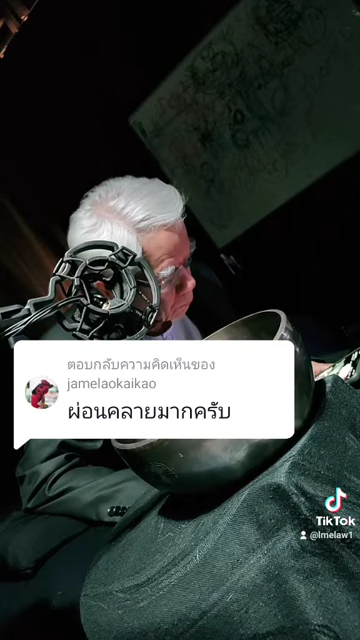 ตอบกลับความคิดเห็นของ
jamelaokaikao
ผ่อนคลายมากครับ
TikTok
@lmelaw1